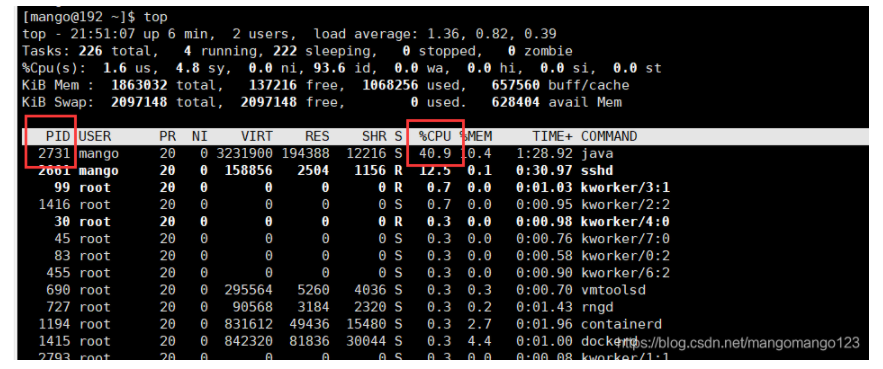 [mango@192 ~]$ top
top - 21:51:07 up 6 min,  2 users,  load average: 1.36, 0.82, 0.39
Tasks: 226 total,   4 running, 222 sleeping,   0 stopped,   0 zombie
%Cpu(s):  1.6 us,  4.8 sy,  0.0 ni, 93.6 id,  0.0 wa,  0.0 hi,  0.0 si,  0.0 st
KiB Mem :  1863032 total,   137216 free,  1068256 used,   657560 buff/cache
KiB Swap:  2097148 total,  2097148 free,        0 used.   628404 avail Mem
PID USER PR NI VIRT RES SHR S %CPU %MEM TIME+ COMMAND
2731 mango 20 0 3231900 194388 12216 S 40.9 10.4 1:28.92 java
2661 mango 20 0 158856 2504 1156 R 12.5 0.1 0:30.97 sshd
99 root 20 0 0 0 0 R 0.7 0.0 0:01.03 kworker/3:1
1416 root 20 0 0 0 0 S 0.7 0.0 0:00.95 kworker/2:2
30 root 20 0 0 0 0 R 0.3 0.0 0:00.98 kworker/4:0
45 root 20 0 0 0 0 S 0.3 0.0 0:00.76 kworker/7:0
83 root 20 0 0 0 0 S 0.3 0.0 0:00.58 kworker/0:2
455 root 20 0 0 0 0 S 0.3 0.0 0:00.90 kworker/6:2
690 root 20 0 295564 5260 4036 S 0.3 0.3 0:00.70 vmtoolsd
727 root 20 0 90568 3184 2320 S 0.3 0.2 0:01.43 rngd
1194 root 20 0 831612 49436 15480 S 0.3 2.7 0:01.96 containerd
1415 root 20 0 842320 81836 30044 S 0.3 4.4 0:01.00 dockerd
https://blog.csdn.net/mangomango123
2793 root 20 0 0 0 0 S 0.3 0.0 0:00.08 kworker/1:1